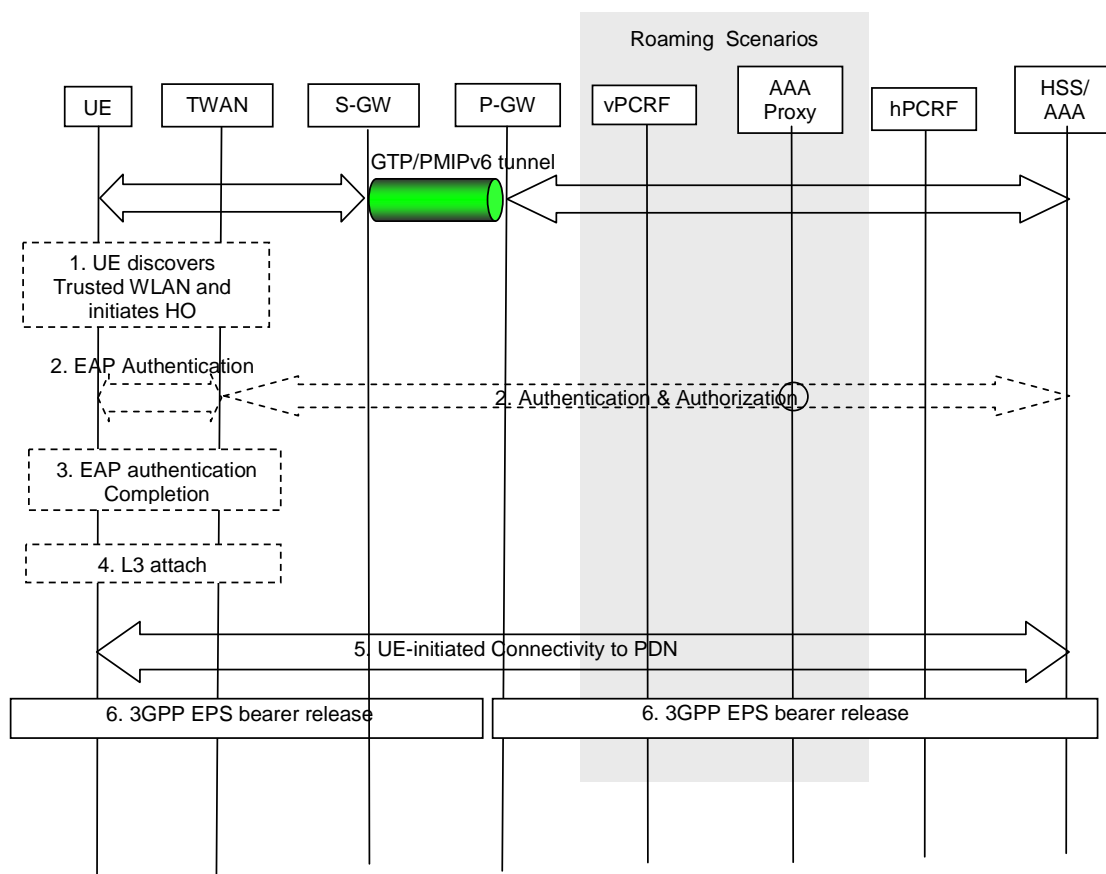 Roaming Scenarios
UE
TWAN
S-GW
P-GW
vPCRF
AAA
Proxy
hPCRF
HSS/
AAA
GTP/PMIPv6 tunnel
1. UE discovers
Trusted WLAN and
initiates HO
2. EAP Authentication
2. Authentication & Authorization
3. EAP authentication
Completion
4. L3 attach
5. UE-initiated Connectivity to PDN
6. 3GPP EPS bearer release
6. 3GPP EPS bearer release